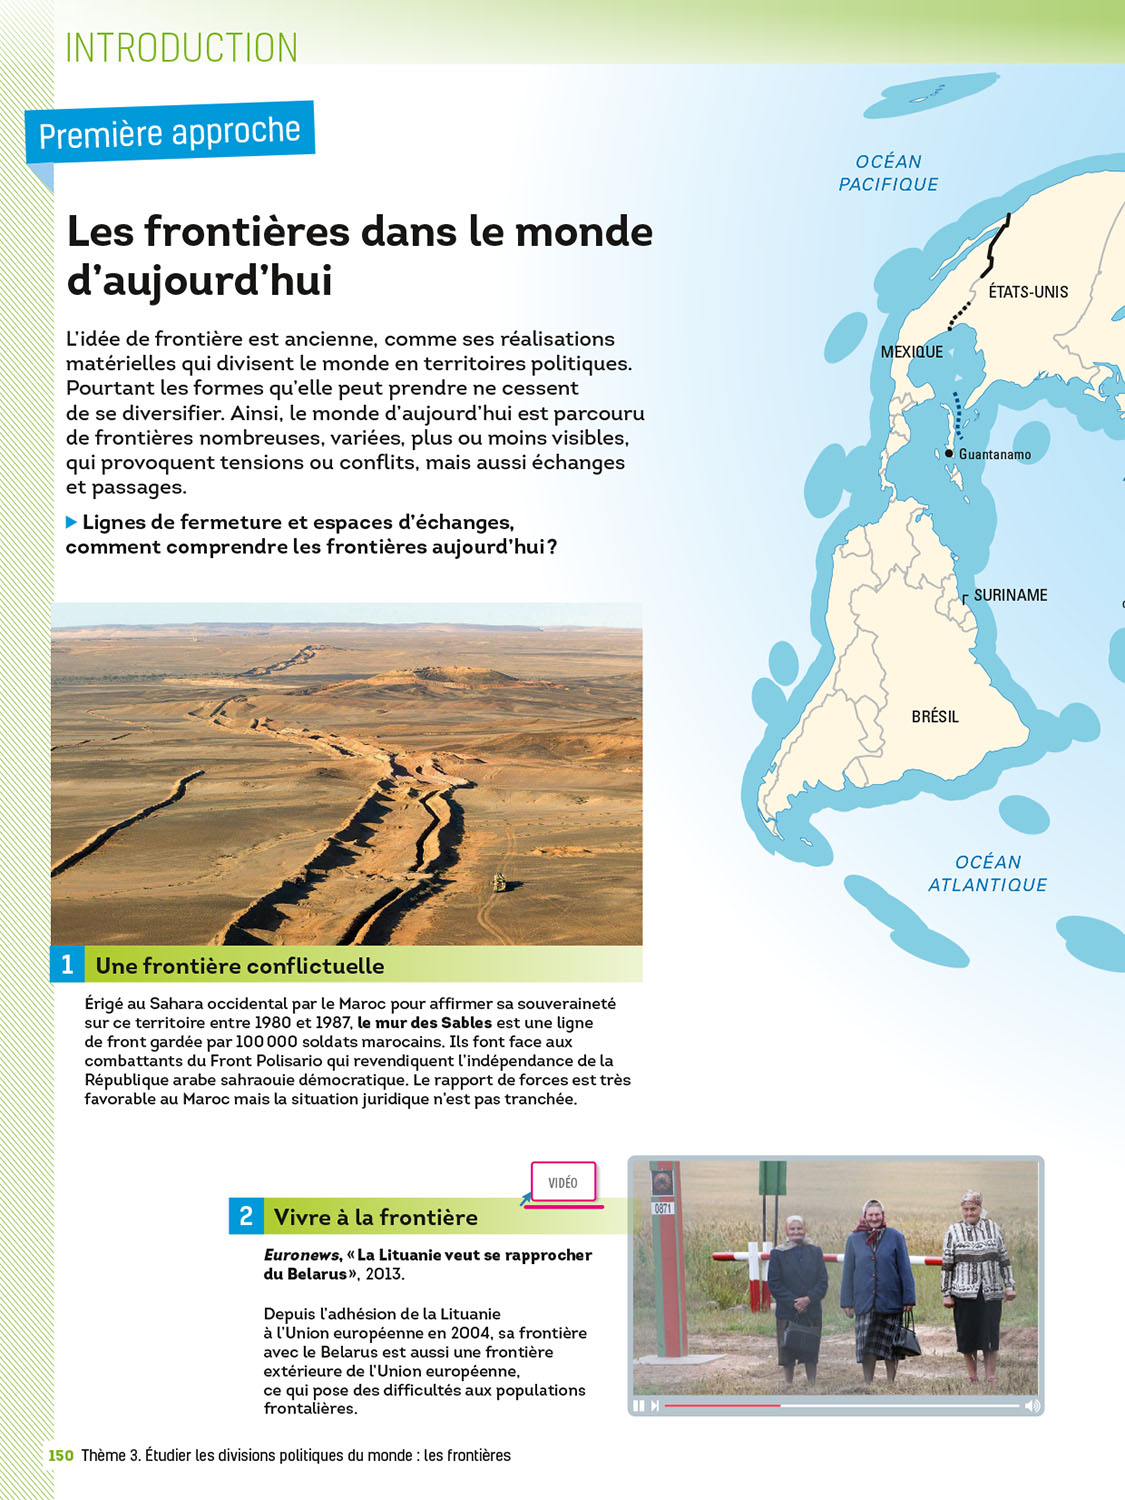 INTRODUCTION
Première approche
Les frontières dans le monde
d'aujourd'hui
L'idée de frontière est ancienne, comme ses réalisations
matérielles qui divisent le monde en territoires politiques.
Pourtant les formes qu'elle peut prendre ne cessent
de se diversifier. Ainsi, le monde d'aujourd'hui est parcouru
de frontières nombreuses, variées, plus ou moins visibles,
qui provoquent tensions ou conflits, mais aussi échanges
et passages.
▶ Lignes de fermeture et espaces d'échanges,
comment comprendre les frontières aujourd'hui ?
OCÉAN
PACIFIQUE
ÉTATS-UNIS
MEXIQUE
Guantanamo
SURINAME
BRÉSIL
OCÉAN
ATLANTIQUE
1 Une frontière conflictuelle
Érigé au Sahara occidental par le Maroc pour affirmer sa souveraineté
sur ce territoire entre 1980 et 1987, le mur des Sables est une ligne
de front gardée par 100 000 soldats marocains. Ils font face aux
combattants du Front Polisario qui revendiquent l'indépendance de la
République arabe sahraouie démocratique. Le rapport de forces est très
favorable au Maroc mais la situation juridique n'est pas tranchée.
VIDÉO
2 Vivre à la frontière
Euronews, « La Lituanie veut se rapprocher
du Belarus », 2013.
Depuis l'adhésion de la Lituanie
à l'Union européenne en 2004, sa frontière
avec le Belarus est aussi une frontière
extérieure de l'Union européenne,
ce qui pose des difficultés aux populations
frontalières.
0871
150 Thème 3. Étudier les divisions politiques du monde : les frontières